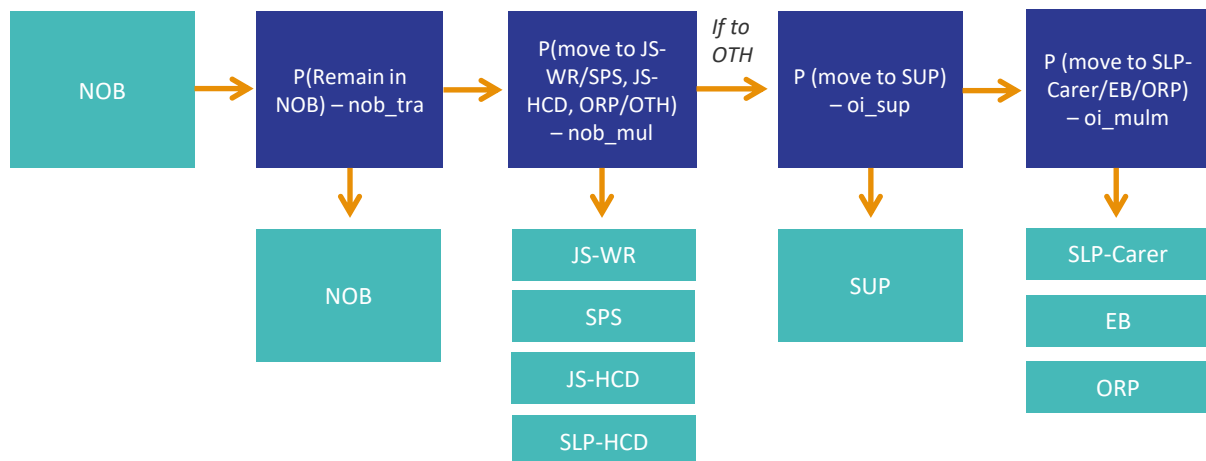 NOB
P(Remain in
NOB) – nob_tra
P(move to JS-
WR/SPS, JS-
HCD, ORP/OTH)
– nob_mul
If to
OTH
P (move to SUP)
– oi_sup
P (move to SLP-
Carer/EB/ORP)
– oi_mulm
NOB
JS-WR
SPS
JS-HCD
SLP-HCD
SUP
SLP-Carer
EB
ORP